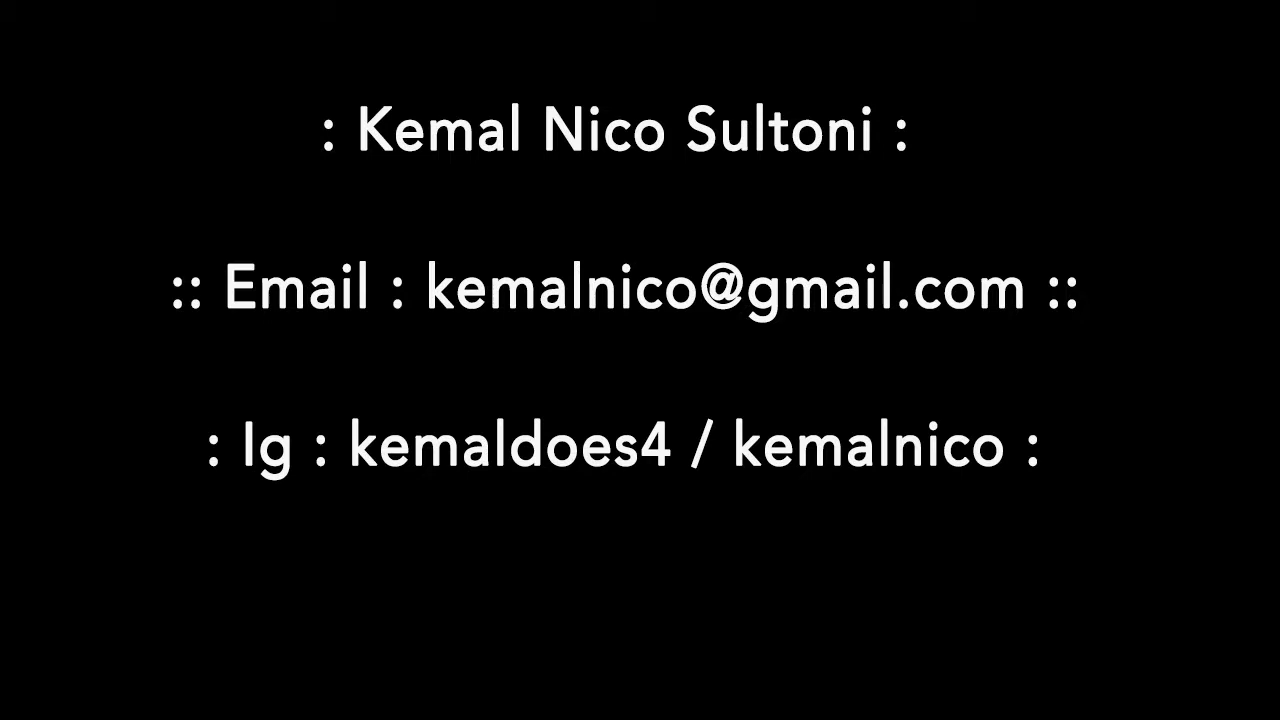 : Kemal Nico Sultoni :
:: Email : kemalnico@gmail.com ::
: Ig : kemaldoes4 / kemalnico :